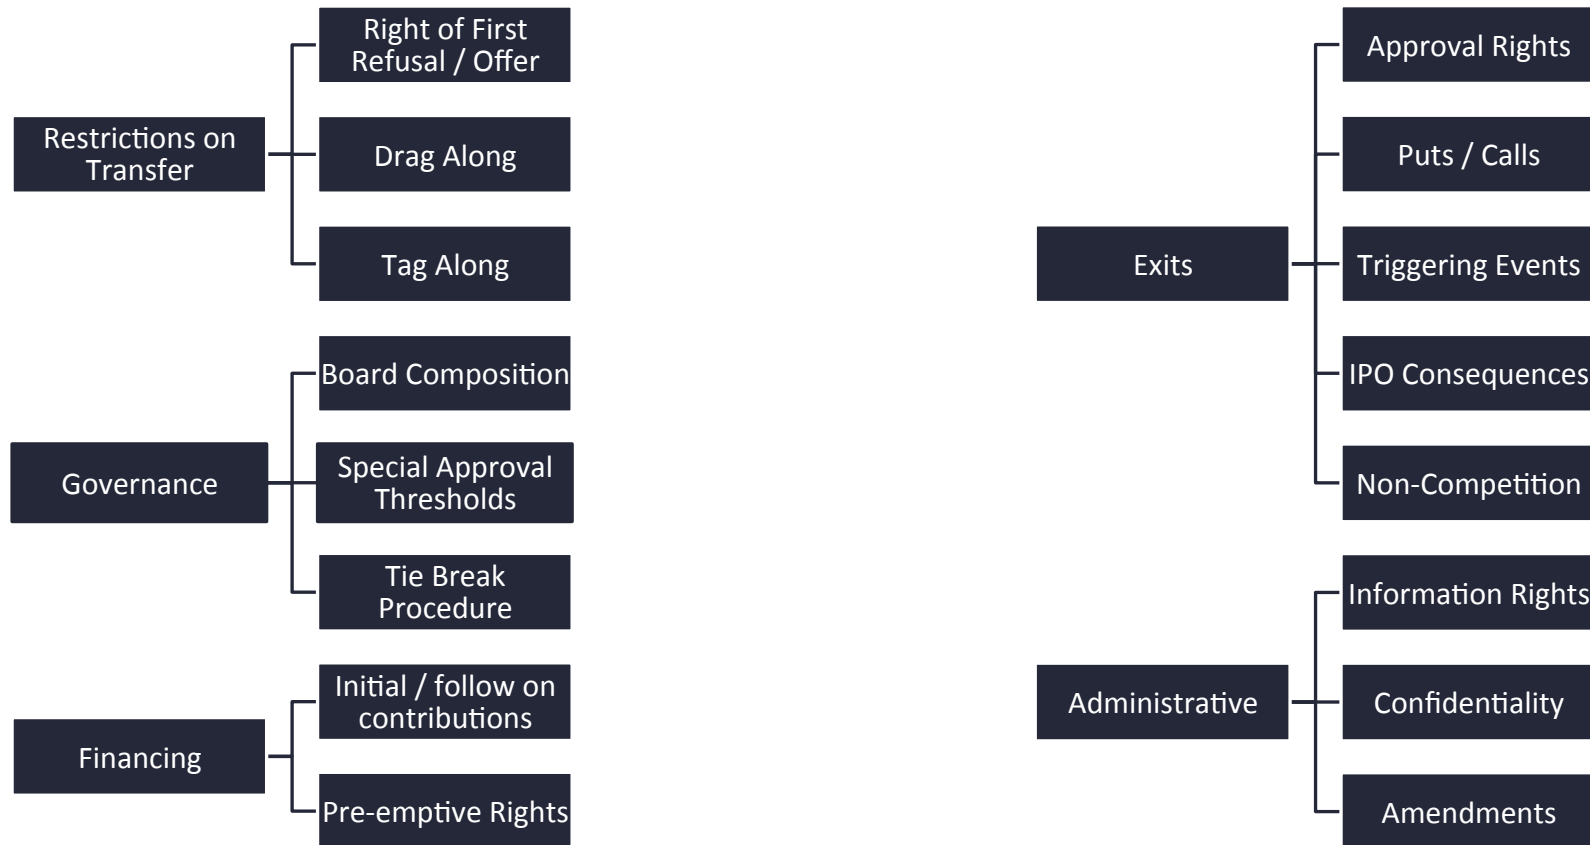 Restrictions on
Transfer
Right of First
Refusal / Offer
Drag Along
Tag Along
Governance
Board Composition
Special Approval
Thresholds
Tie Break
Procedure
Financing
Initial / follow on
contributions
Pre-emptive Rights
Exits
Approval Rights
Puts / Calls
Triggering Events
IPO Consequences
Non-Competition
Administrative
Information Rights
Confidentiality
Amendments